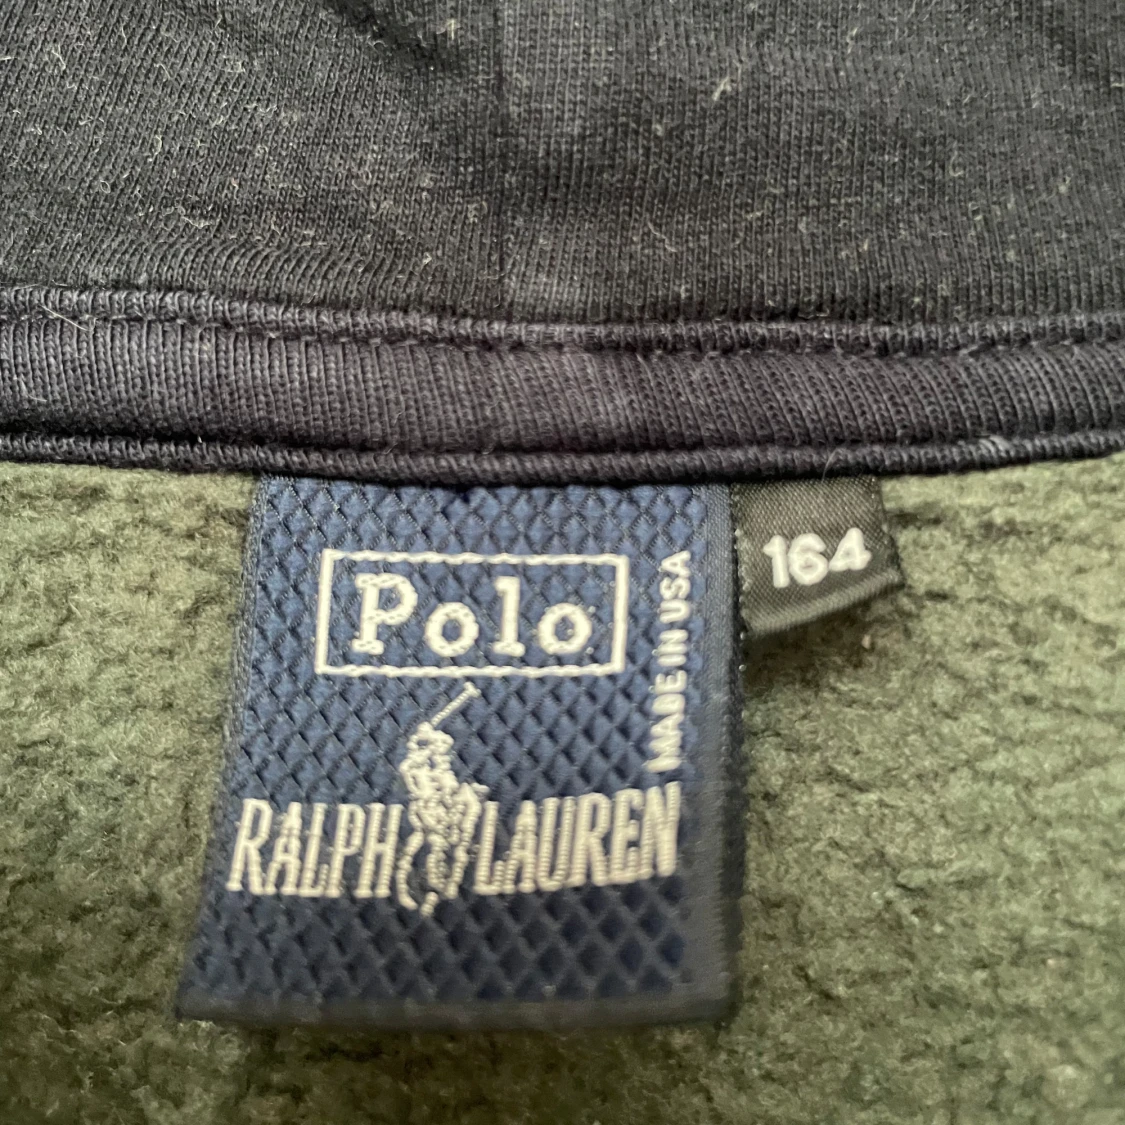 Polo
MADE IN USA
164
RALPH LAUREN